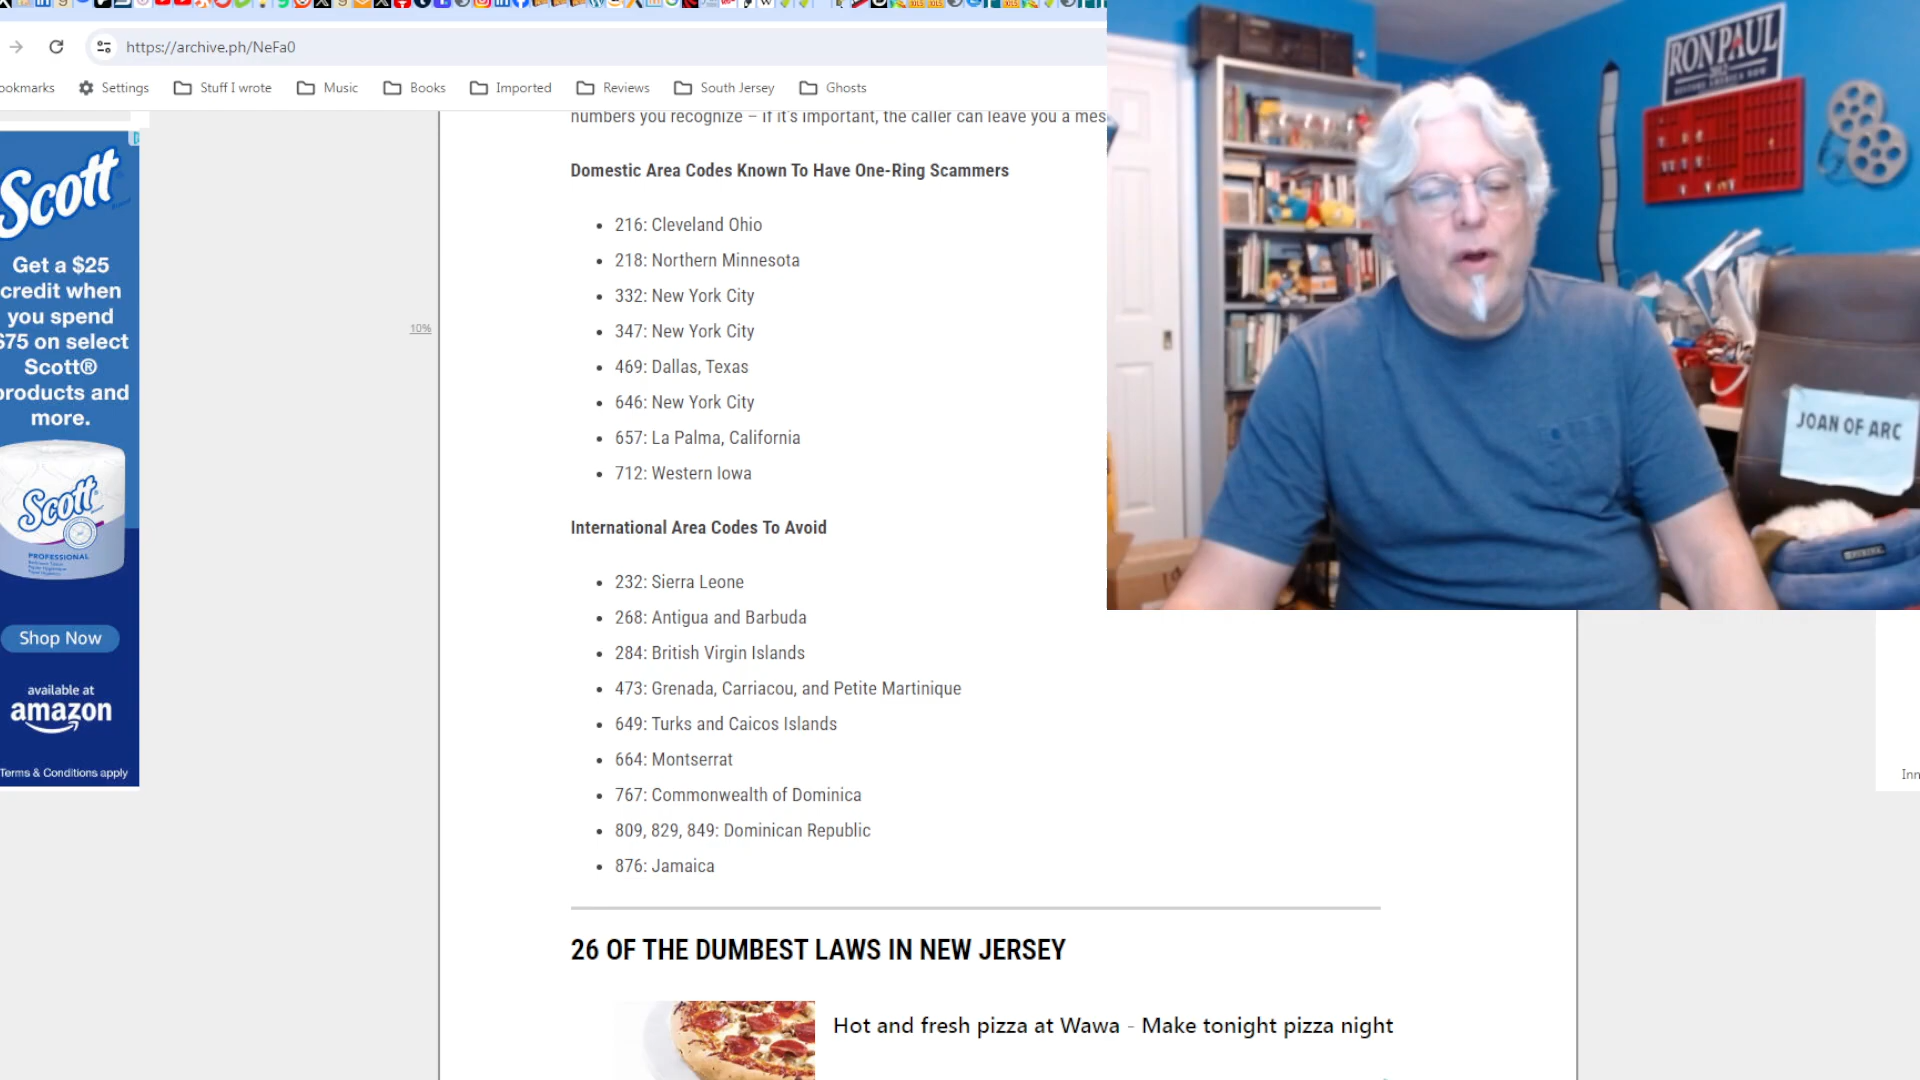 https://archive.ph/NeFa0
ookmarks
Settings
Stuff I wrote
Music
Books
Imported
Reviews
South Jersey
Ghosts
numbers you recognize – if it's important, the caller can leave you a mes
Domestic Area Codes Known To Have One-Ring Scammers
• 216: Cleveland Ohio
• 218: Northern Minnesota
• 332: New York City
• 347: New York City
• 469: Dallas, Texas
• 646: New York City
• 657: La Palma, California
• 712: Western Iowa
International Area Codes To Avoid
• 232: Sierra Leone
• 268: Antigua and Barbuda
• 284: British Virgin Islands
• 473: Grenada, Carriacou, and Petite Martinique
• 649: Turks and Caicos Islands
• 664: Montserrat
• 767: Commonwealth of Dominica
• 809, 829, 849: Dominican Republic
• 876: Jamaica
26 OF THE DUMBEST LAWS IN NEW JERSEY
Hot and fresh pizza at Wawa - Make tonight pizza night
10%
Scott
Get a $25
credit when
you spend
$75 on select
Scott®
products and
more.
Scott
PROFESSIONAL
Shop Now
available at
amazon
Terms & Conditions apply
RON PAUL
JOAN OF ARC
Inn